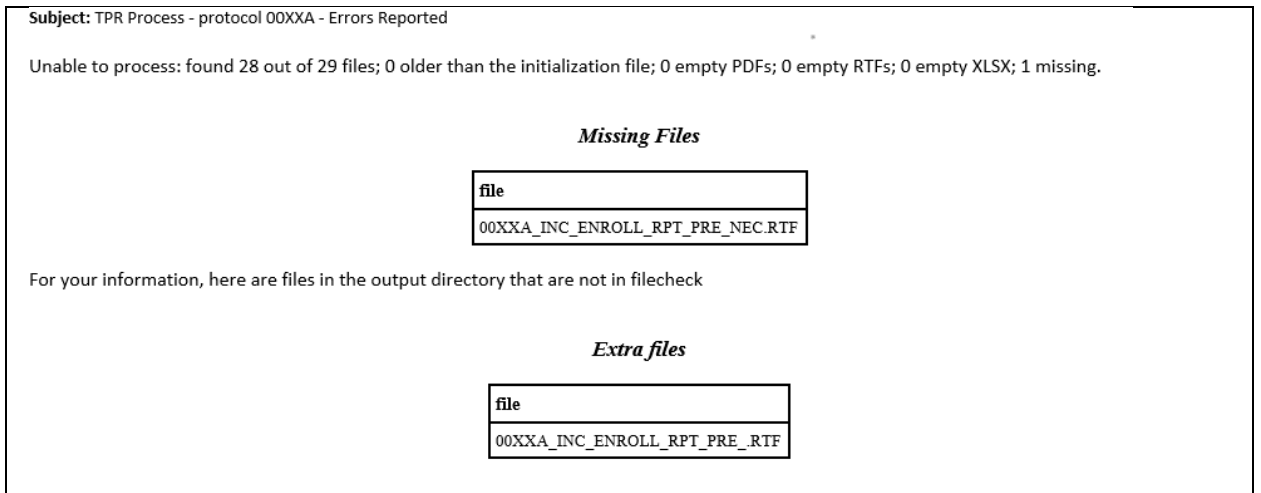 Subject: TPR Process - protocol 00XXA - Errors Reported
Unable to process: found 28 out of 29 files; 0 older than the initialization file; 0 empty PDFs; 0 empty RTFs; 0 empty XLSX; 1 missing.
Missing Files
file
00XXA_INC_ENROLL_RPT_PRE_NEC.RTF
For your information, here are files in the output directory that are not in filecheck
Extra files
file
00XXA_INC_ENROLL_RPT_PRE_.RTF